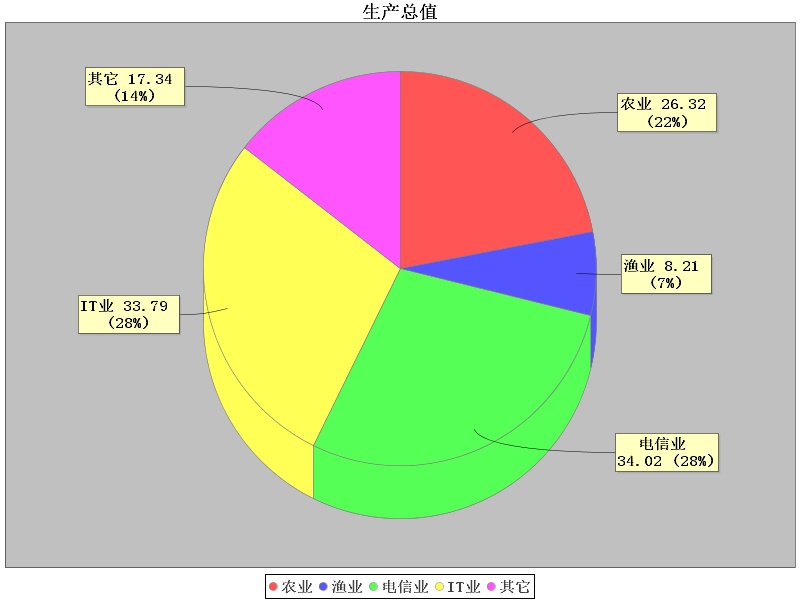 生产总值
其它 17.34
(14%)
农业 26.32
(22%)
渔业 8.21
(7%)
IT业 33.79
(28%)
电信业
34.02 (28%)
农业 渔业 电信业 IT业 其它